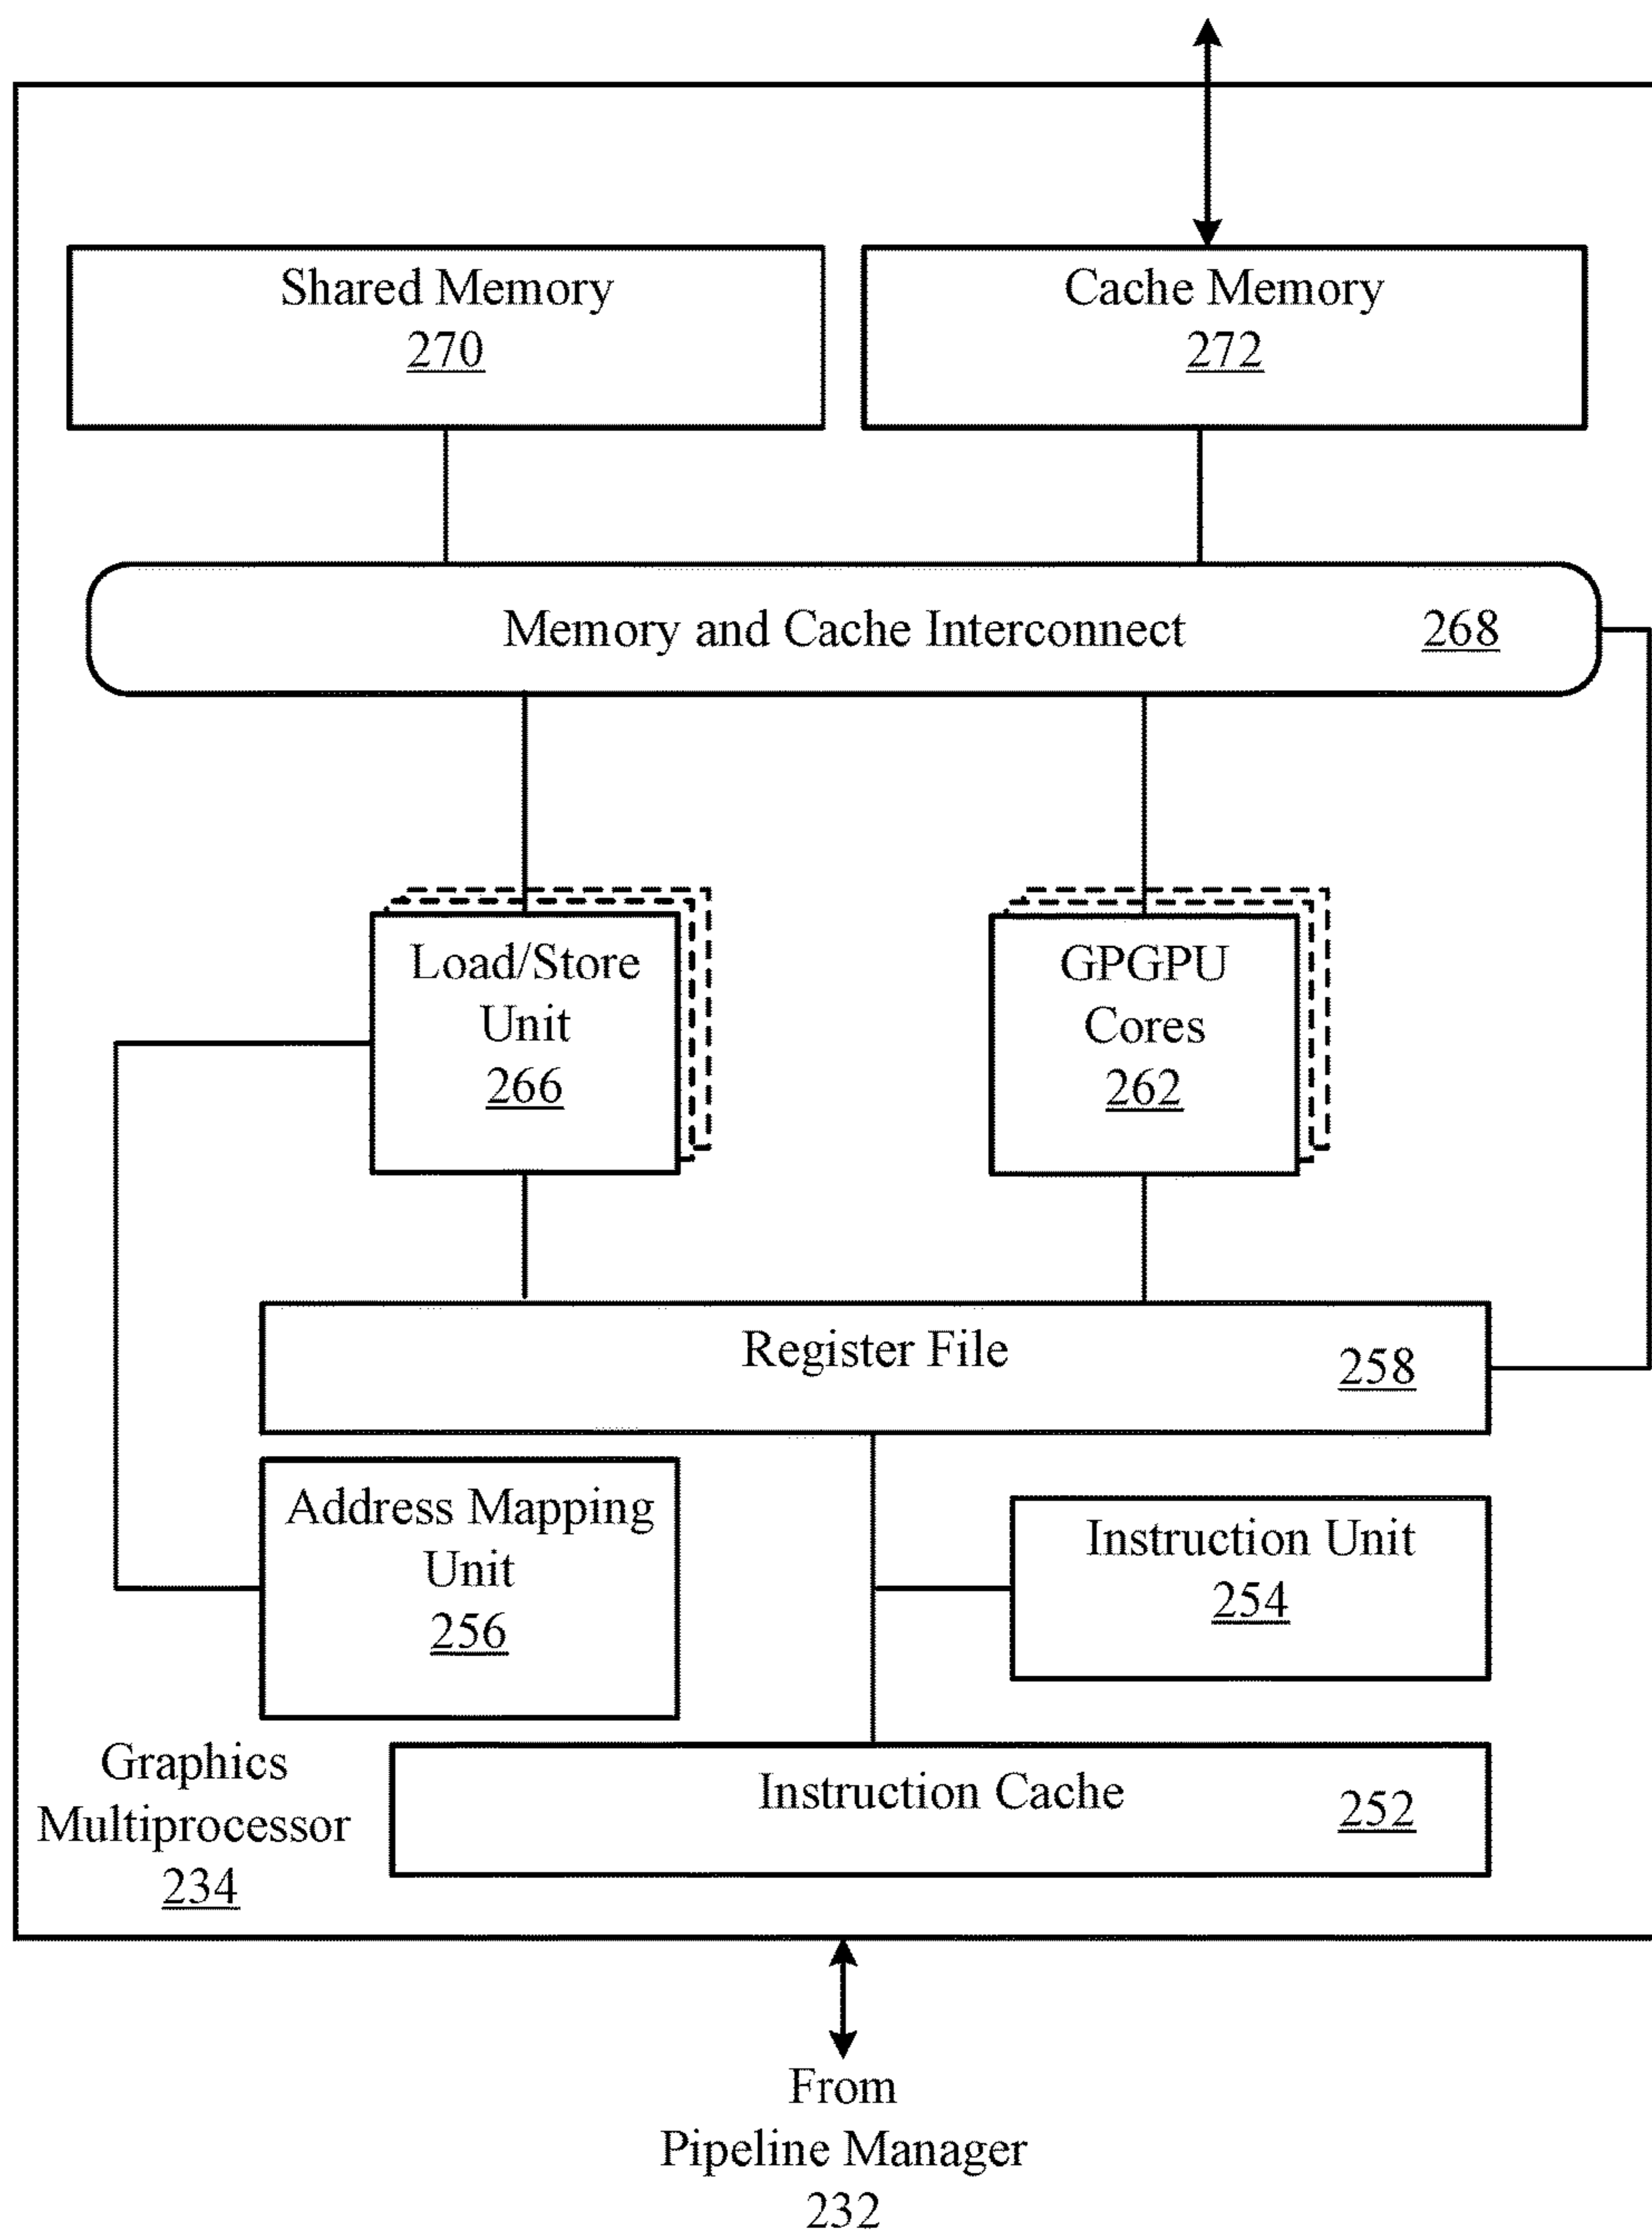 Shared Memory
270
Cache Memory
272
Memory and Cache Interconnect 268
Load/Store
Unit
266
GPGPU
Cores
262
Register File 258
Address Mapping
Unit
256
Instruction Unit
254
Graphics
Multiprocessor
234
Instruction Cache 252
From
Pipeline Manager
232